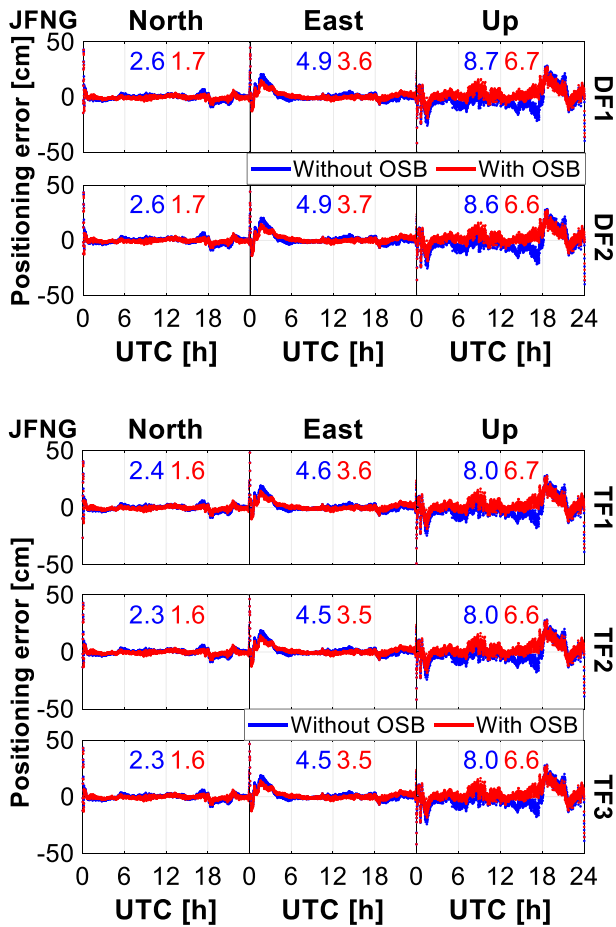 JFNG North East Up
50 2.6 1.7 4.9 3.6 8.7 6.7
0
-50
DF1
Without OSB With OSB
50 2.6 1.7 4.9 3.7 8.6 6.6
0
-50
DF2
Positioning error [cm]
0 6 12 18 0 6 12 18 0 6 12 18 24
UTC [h] UTC [h] UTC [h]
JFNG North East Up
50 2.4 1.6 4.6 3.6 8.0 6.7
0
-50
TF1
50 2.3 1.6 4.5 3.5 8.0 6.6
0
-50
TF2
Without OSB With OSB
50 2.3 1.6 4.5 3.5 8.0 6.6
0
-50
TF3
Positioning error [cm]
0 6 12 18 0 6 12 18 0 6 12 18 24
UTC [h] UTC [h] UTC [h]